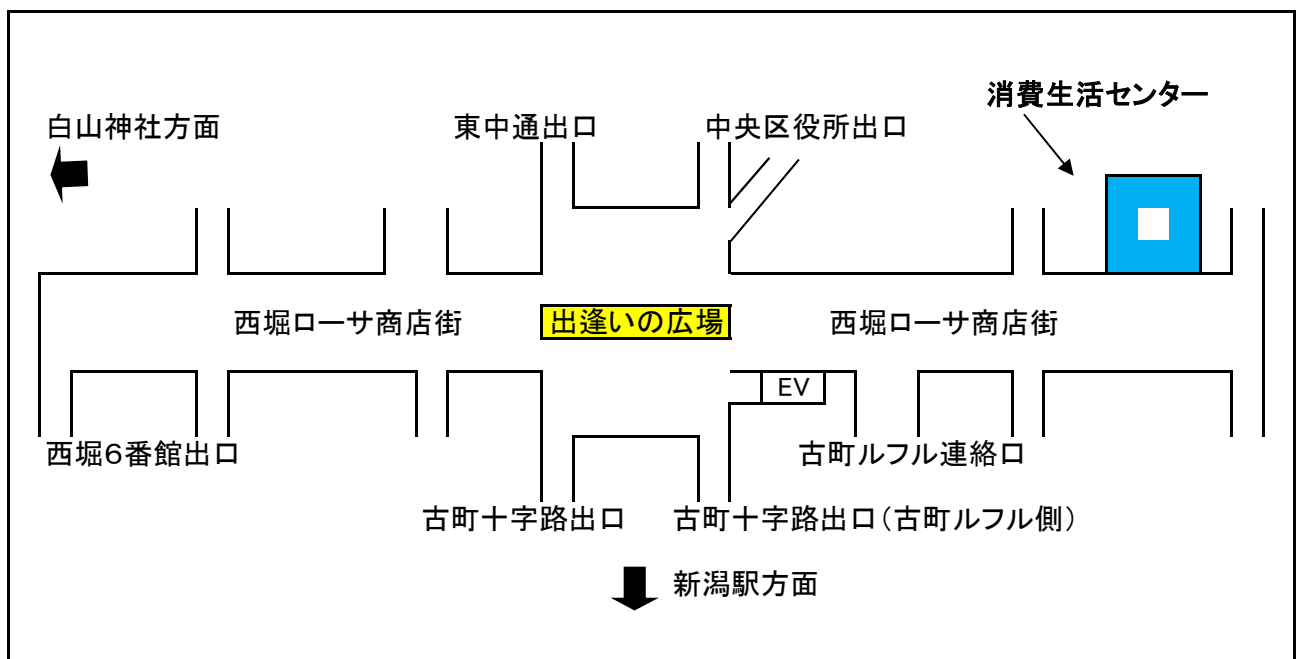 消費生活センター
白山神社方面
東中通出口
中央区役所出口
西堀ローサ商店街
出逢いの広場
西堀ローサ商店街
EV
西堀6番館出口
古町ルフル連絡口
古町十字路出口
古町十字路出口(古町ルフル側)
新潟駅方面